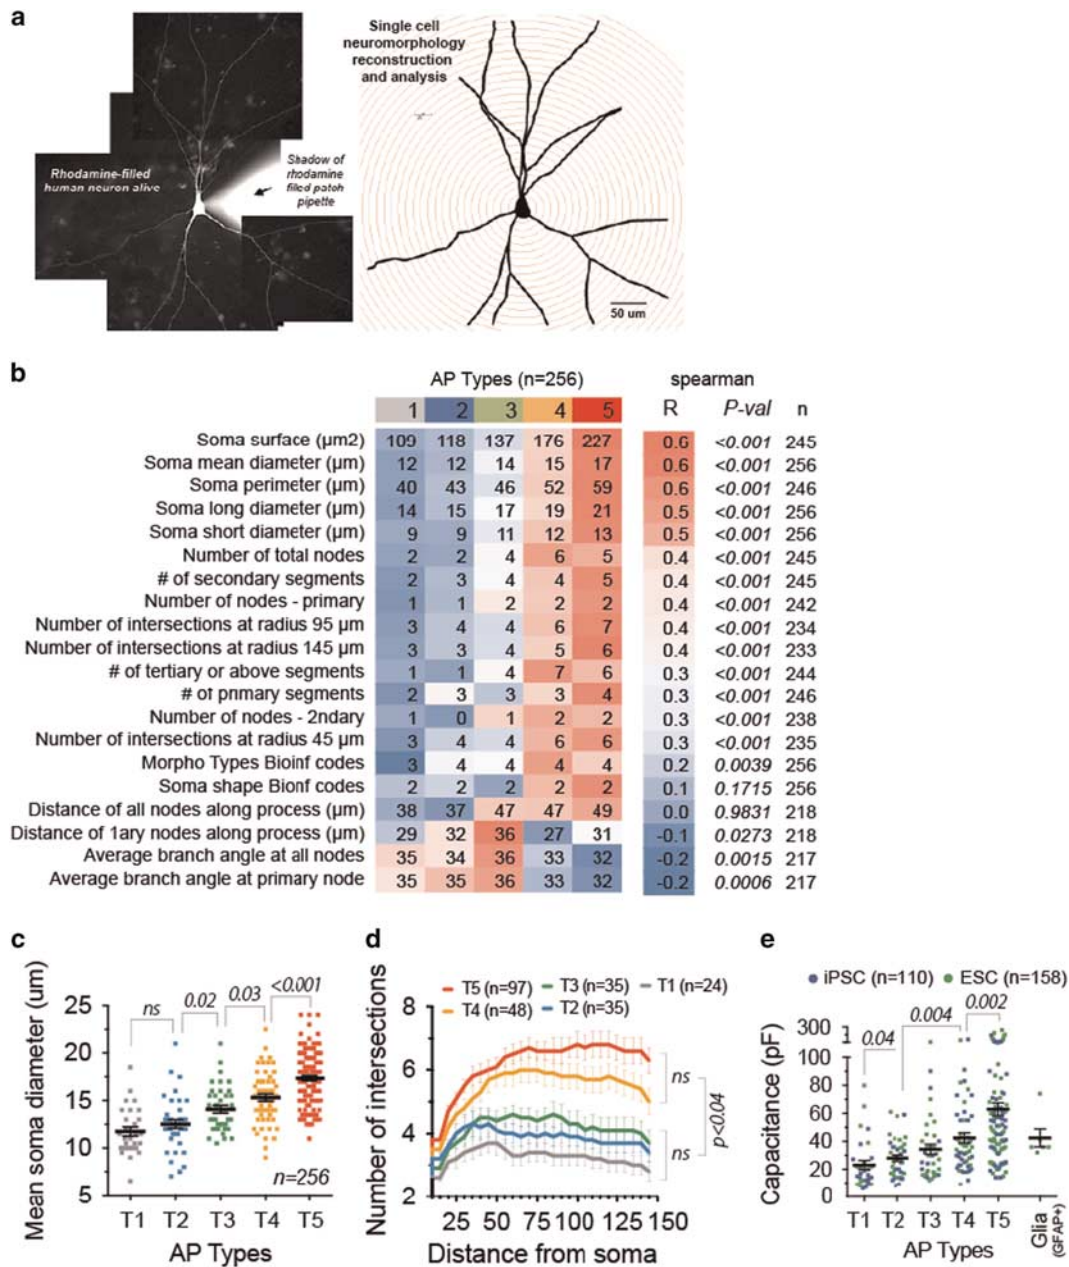 a
Rhodamine-filled
human neuron alive
Shadow of
rhodamine
filled patch
pipette
Single cell
neuromorphology
reconstruction
and analysis
50 um
b
AP Types (n=256) spearman
1 2 3 4 5 R P-val n
Soma surface (µm2) 109 118 137 176 227 0.6 <0.001 245
Soma mean diameter (µm) 12 12 14 15 17 0.6 <0.001 256
Soma perimeter (µm) 40 43 46 52 59 0.6 <0.001 246
Soma long diameter (µm) 14 15 17 19 21 0.5 <0.001 256
Soma short diameter (µm) 9 9 11 12 13 0.5 <0.001 256
Number of total nodes 2 2 4 6 5 0.4 <0.001 245
# of secondary segments 2 3 4 4 5 0.4 <0.001 245
Number of nodes - primary 1 1 2 2 2 0.4 <0.001 242
Number of intersections at radius 95 µm 3 4 4 6 7 0.4 <0.001 234
Number of intersections at radius 145 µm 3 3 4 5 6 0.4 <0.001 233
# of tertiary or above segments 1 1 4 7 6 0.3 <0.001 244
# of primary segments 2 3 3 3 4 0.3 <0.001 246
Number of nodes - 2ndary 1 0 1 2 2 0.3 <0.001 238
Number of intersections at radius 45 µm 3 4 4 6 6 0.3 <0.001 235
Morpho Types Bioinf codes 3 4 4 4 4 0.2 0.0039 256
Soma shape Bionf codes 2 2 2 2 2 0.1 0.1715 256
Distance of all nodes along process (µm) 38 37 47 47 49 0.0 0.9831 218
Distance of 1ary nodes along process (µm) 29 32 36 27 31 -0.1 0.0273 218
Average branch angle at all nodes 35 34 36 33 32 -0.2 0.0015 217
Average branch angle at primary node 35 35 36 33 32 -0.2 0.0006 217
c
Mean soma diameter (um)
25
20
15
10
5
ns 0.02 0.03 <0.001
n=256
T1 T2 T3 T4 T5
AP Types
d
Number of intersections
8
6
4
2
T5 (n=97) T3 (n=35) T1 (n=24)
T4 (n=48) T2 (n=35)
ns
ns
p<0.04
25 50 75 100 125 150
Distance from soma
e
iPSC (n=110) ESC (n=158)
Capacitance (pF)
300
100
80
60
40
20
0
0.04 0.004 0.002
T1 T2 T3 T4 T5 Glia (GFAP+)
AP Types